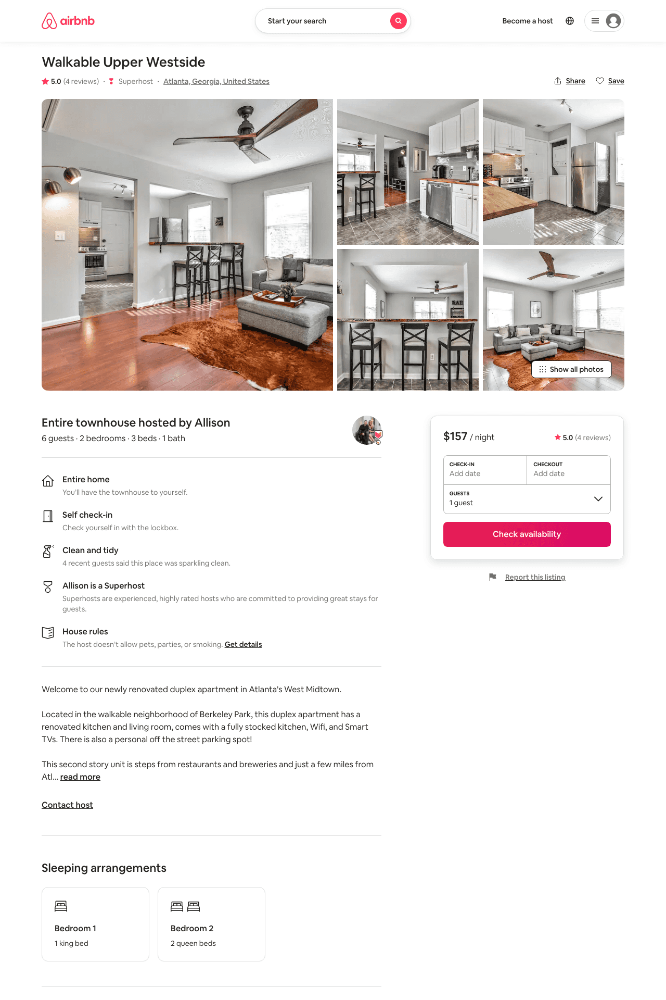 airbnb
Start your search
Become a host
Walkable Upper Westside
5.0 (4 reviews) · Superhost · Atlanta, Georgia, United States
Share
Save
BAR
Show all photos
Entire townhouse hosted by Allison
6 guests · 2 bedrooms · 3 beds · 1 bath
Entire home
You'll have the townhouse to yourself.
Self check-in
Check yourself in with the lockbox.
Clean and tidy
4 recent guests said this place was sparkling clean.
Allison is a Superhost
Superhosts are experienced, highly rated hosts who are committed to providing great stays for
guests.
House rules
The host doesn't allow pets, parties, or smoking. Get details
Welcome to our newly renovated duplex apartment in Atlanta's West Midtown.
Located in the walkable neighborhood of Berkeley Park, this duplex apartment has a
renovated kitchen and living room, comes with a fully stocked kitchen, Wifi, and Smart
TVs. There is also a personal off the street parking spot!
This second story unit is steps from restaurants and breweries and just a few miles from
Atl... read more
Contact host
Sleeping arrangements
Bedroom 1
1 king bed
Bedroom 2
2 queen beds
$157 / night
5.0 (4 reviews)
CHECK-IN
Add date
CHECKOUT
Add date
GUESTS
1 guest
Check availability
Report this listing